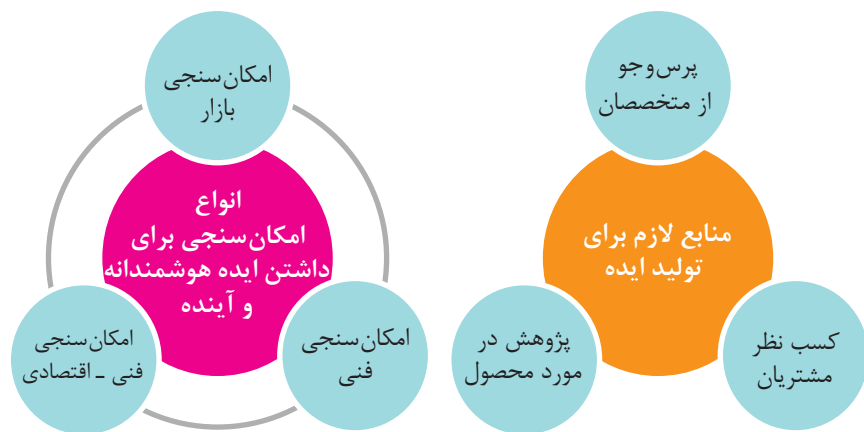 پرس‌وجو
از متخصصان
منابع لازم برای
تولید ایده
کسب نظر
مشتریان
پژوهش در
مورد محصول
امکان‌سنجی
بازار
انواع
امکان‌سنجی برای
داشتن ایده هوشمندانه
و آینده
امکان‌سنجی
فنی
امکان‌سنجی
فنی ـ اقتصادی